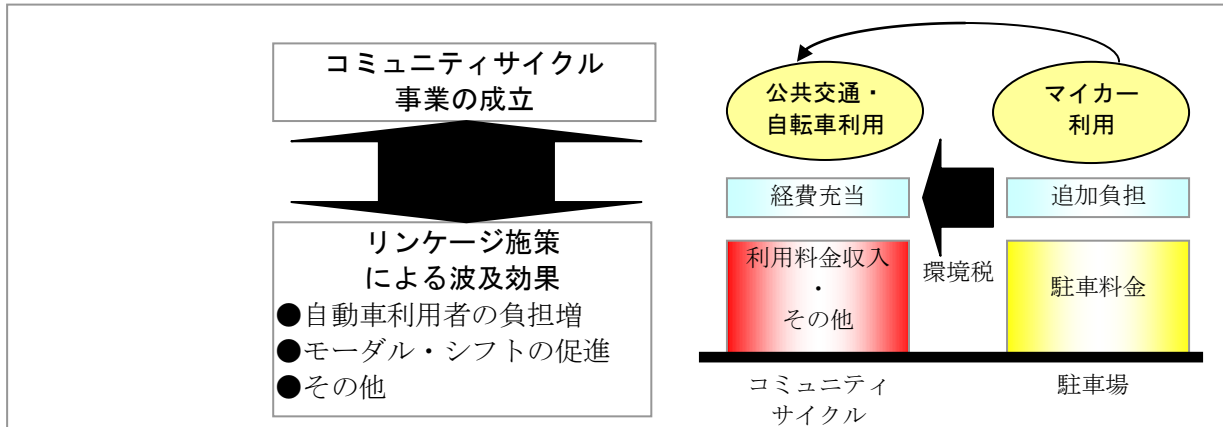 コミュニティサイクル
事業の成立
リンケージ施策
による波及効果
●自動車利用者の負担増
●モーダル・シフトの促進
●その他
公共交通・
自転車利用
マイカー
利用
経費充当
追加負担
利用料金収入
・
その他
環境税
駐車料金
コミュニティ
サイクル
駐車場